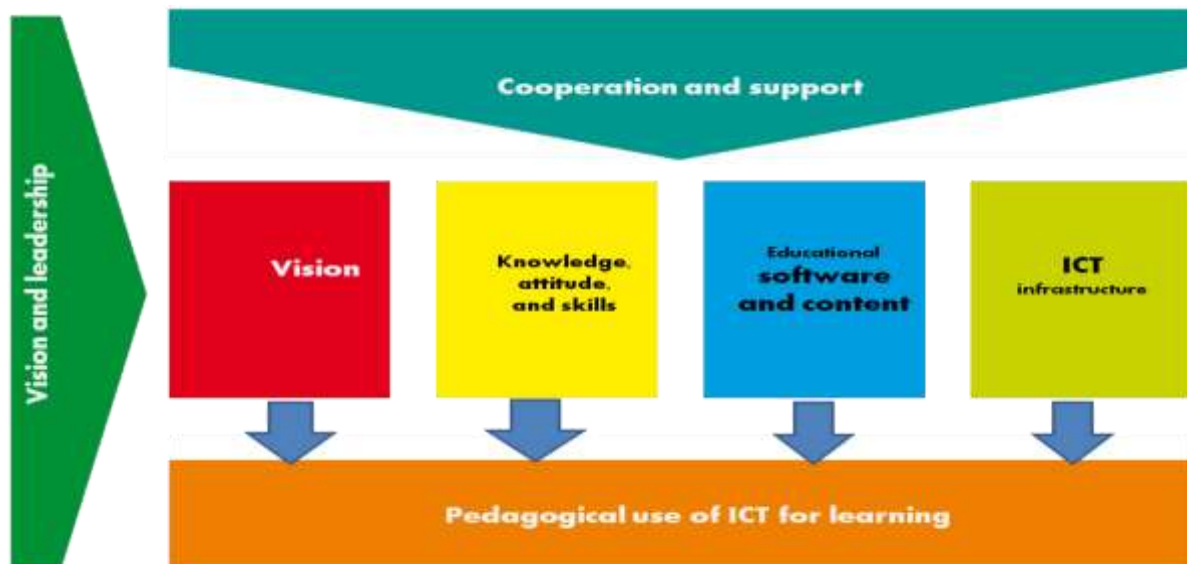 Vision and leadership
Cooperation and support
Vision
Knowledge,
attitude,
and skills
Educational
software
and content
ICT
infrastructure
Pedagogical use of ICT for learning